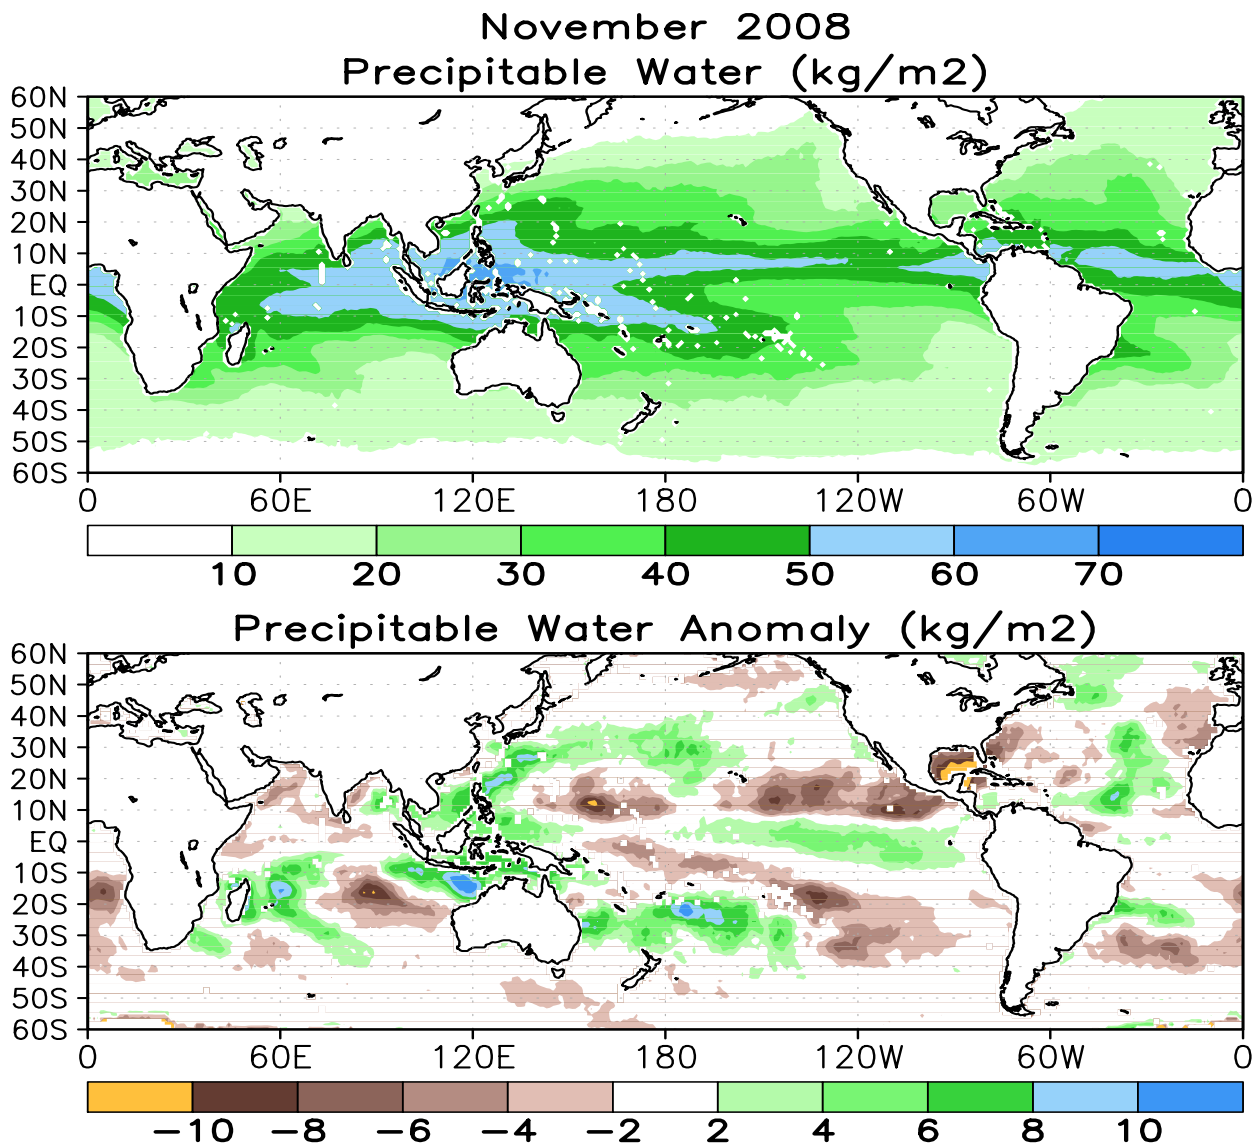 November 2008
Precipitable Water (kg/m2)
60N
50N
40N
30N
20N
10N
EQ
10S
20S
30S
40S
50S
60S
0 60E 120E 180 120W 60W 0
10 20 30 40 50 60 70
Precipitable Water Anomaly (kg/m2)
60N
50N
40N
30N
20N
10N
EQ
10S
20S
30S
40S
50S
60S
0 60E 120E 180 120W 60W 0
−10 −8 −6 −4 −2 2 4 6 8 10